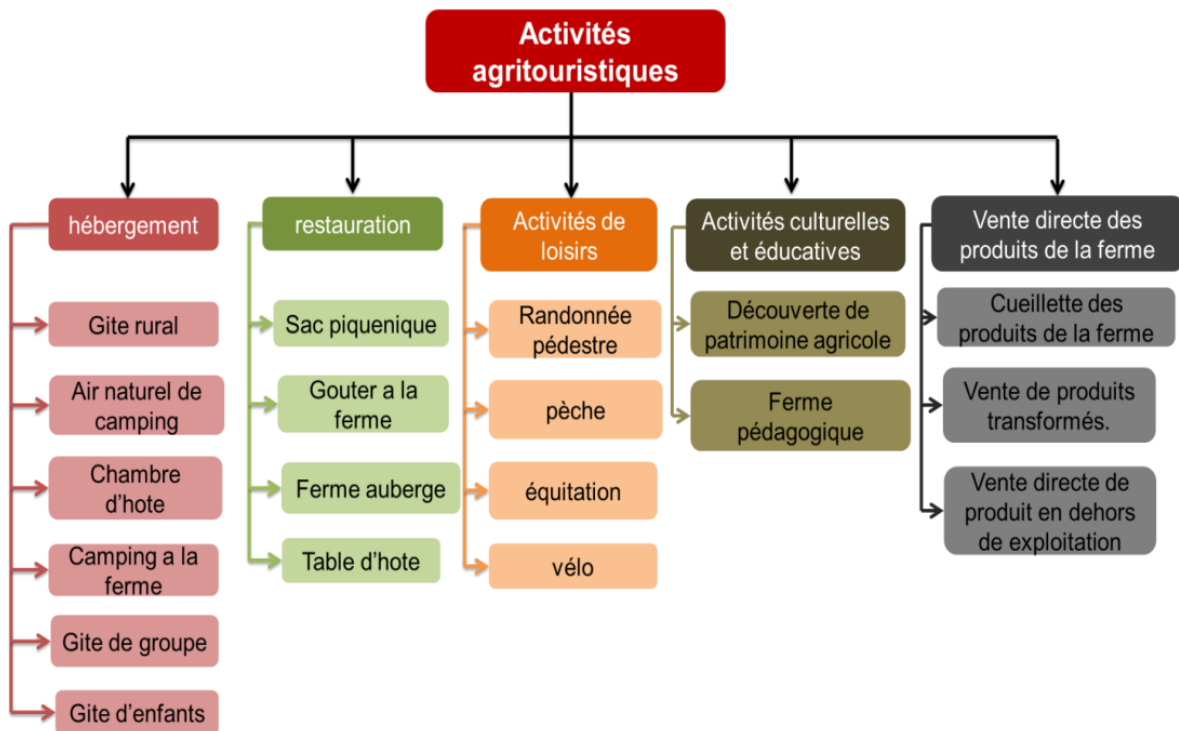 Activités
agritouristiques
hébergement
Gite rural
Air naturel de
camping
Chambre
d'hote
Camping a la
ferme
Gite de groupe
Gite d'enfants
restauration
Sac piquenique
Gouter a la
ferme
Ferme auberge
Table d'hote
Activités de
loisirs
Randonnée
pédestre
pèche
équitation
vélo
Activités culturelles
et éducatives
Découverte de
patrimoine agricole
Ferme
pédagogique
Vente directe des
produits de la ferme
Cueillette des
produits de la ferme
Vente de produits
transformés.
Vente directe de
produit en dehors
de exploitation